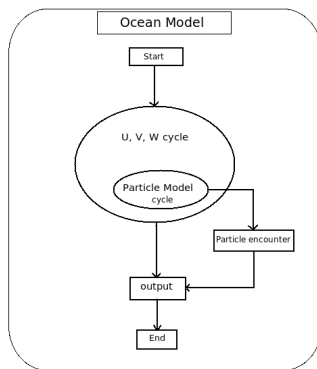 Ocean Model
Start
U, V, W cycle
Particle Model
cycle
Particle encounter
output
End